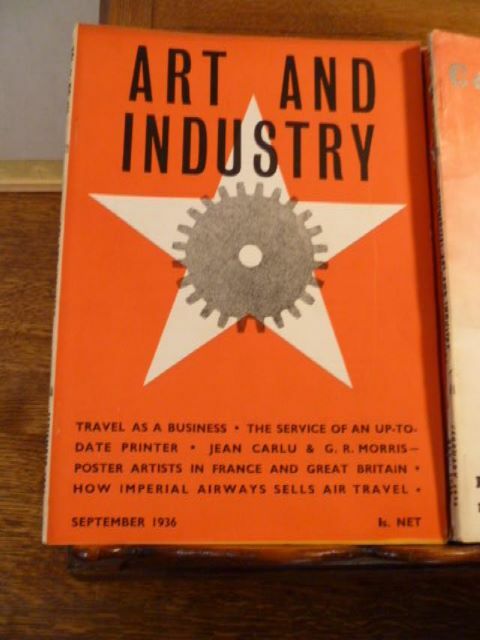 ART AND
INDUSTRY
TRAVEL AS A BUSINESS • THE SERVICE OF AN UP-TO-
DATE PRINTER • JEAN CARLU & G. R. MORRIS—
POSTER ARTISTS IN FRANCE AND GREAT BRITAIN •
HOW IMPERIAL AIRWAYS SELLS AIR TRAVEL •
SEPTEMBER 1936 1s. NET